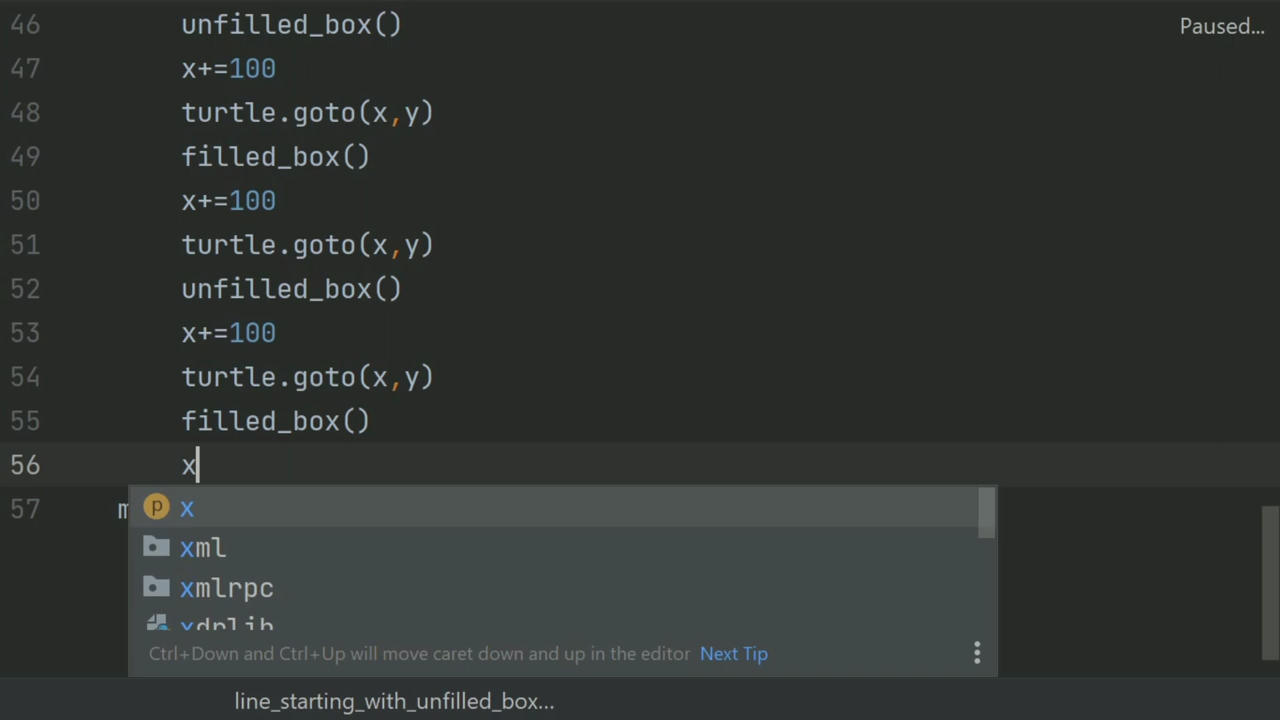 46 unfilled_box()
Paused...
47 x+=100
48 turtle.goto(x,y)
49 filled_box()
50 x+=100
51 turtle.goto(x,y)
52 unfilled_box()
53 x+=100
54 turtle.goto(x,y)
55 filled_box()
56 x
57 m
p x
xml
xmlrpc
xdrlib
Ctrl+Down and Ctrl+Up will move caret down and up in the editor Next Tip
line_starting_with_unfilled_box...